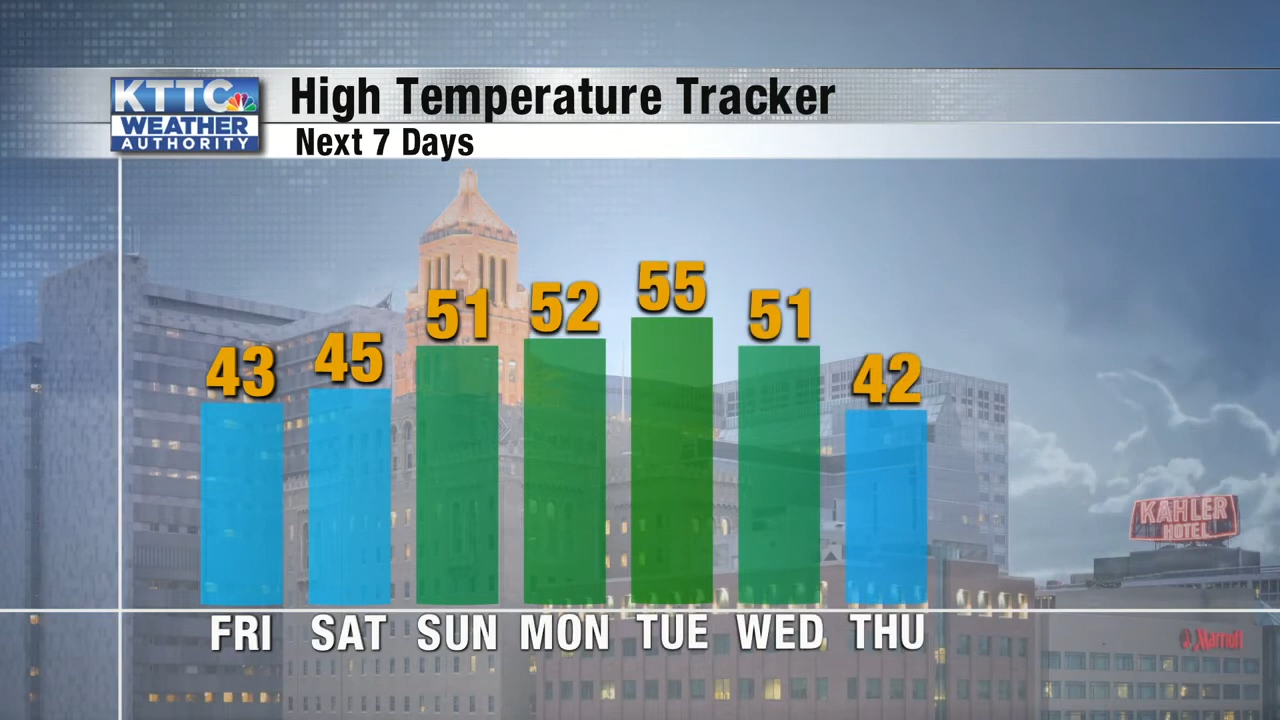 KTTC
WEATHER
AUTHORITY
High Temperature Tracker
Next 7 Days
43 45 51 52 55 51 42
FRI SAT SUN MON TUE WED THU
KAHLER
HOTEL
Marriott